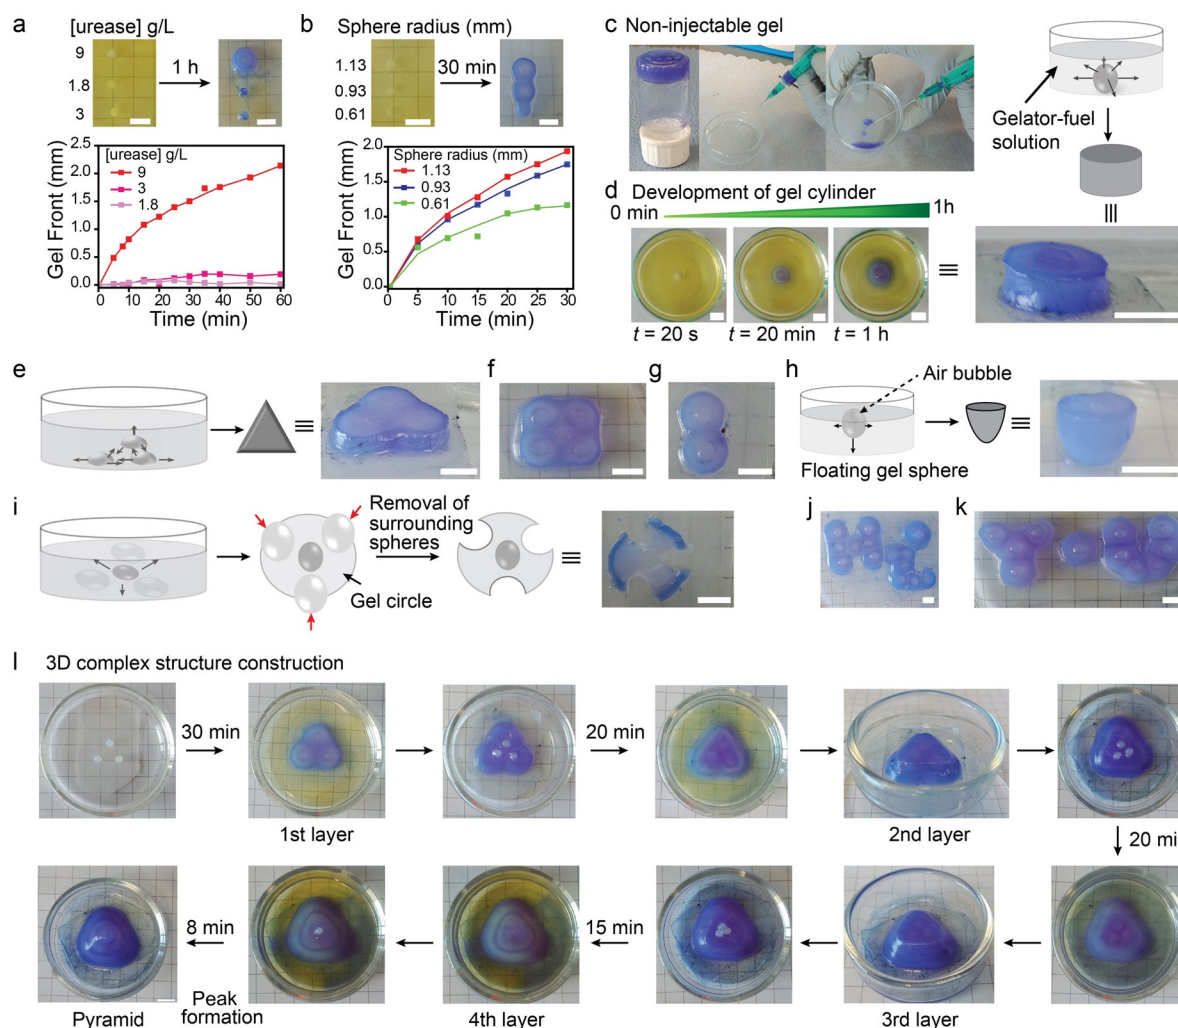 a [urease] g/L
9
1.8
3
1 h
[urease] g/L
9
3
1.8
Gel Front (mm)
2.5
2.0
1.5
1.0
0.5
0.0
0 10 20 30 40 50 60
Time (min)
b Sphere radius (mm)
1.13
0.93
0.61
30 min
Sphere radius (mm)
1.13
0.93
0.61
Gel Front (mm)
2.0
1.5
1.0
0.5
0.0
0 5 10 15 20 25 30
Time (min)
c Non-injectable gel
Gelator-fuel
solution
d Development of gel cylinder
0 min
1h
t = 20 s
t = 20 min
t = 1 h
e
f
g
h
Air bubble
Floating gel sphere
i
Removal of
surrounding
spheres
Gel circle
j
k
l 3D complex structure construction
30 min
20 min
1st layer
2nd layer
20 mi
8 min
15 min
Pyramid
Peak
formation
4th layer
3rd layer